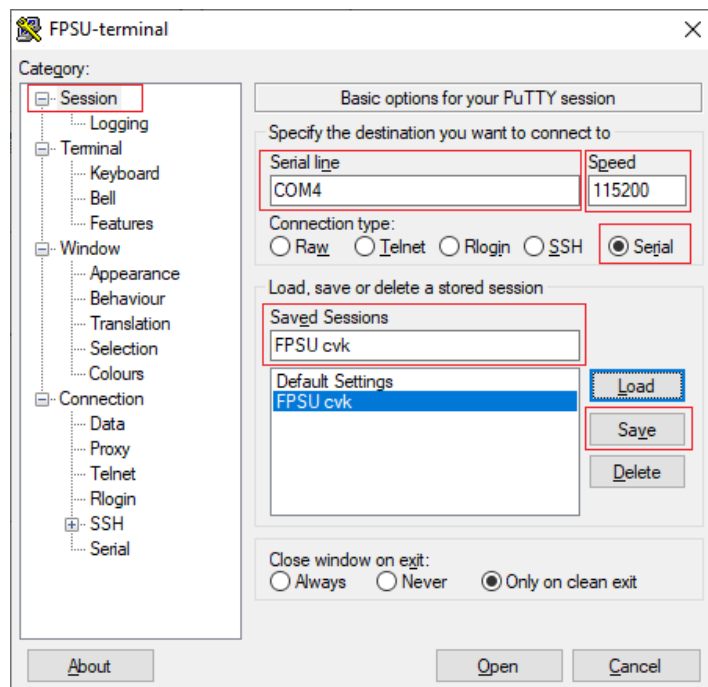 FPSU-terminal
Category:
Session
Logging
Terminal
Keyboard
Bell
Features
Window
Appearance
Behaviour
Translation
Selection
Colours
Connection
Data
Proxy
Telnet
Rlogin
SSH
Serial
Basic options for your PuTTY session
Specify the destination you want to connect to
Serial line Speed
COM4 115200
Connection type:
Raw Telnet Rlogin SSH Serial
Load, save or delete a stored session
Saved Sessions
FPSU cvk
Default Settings
FPSU cvk
Load
Save
Delete
Close window on exit:
Always Never Only on clean exit
About Open Cancel